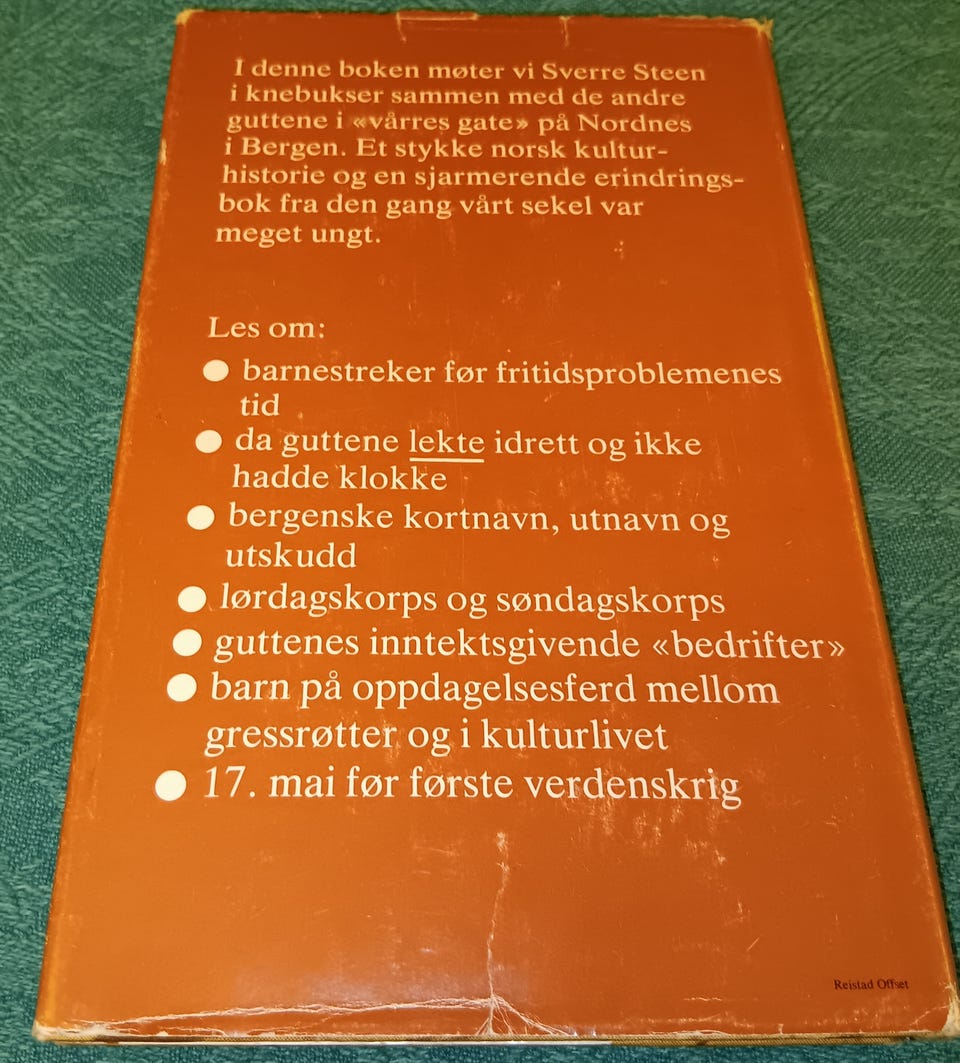 I denne boken møter vi Sverre Steen
i knebukser sammen med de andre
guttene i «vårres gate» på Nordnes
i Bergen. Et stykke norsk kultur-
historie og en sjarmerende erindrings-
bok fra den gang vårt sekel var
meget ungt.
Les om:
● barnestreker før fritidsproblemenes
tid
● da guttene lekte idrett og ikke
hadde klokke
● bergenske kortnavn, utnavn og
utskudd
● lørdagskorps og søndagskorps
● guttenes inntektsgivende «bedrifter»
● barn på oppdagelsesferd mellom
gressrøtter og i kulturlivet
● 17. mai før første verdenskrig
Reistad Offset